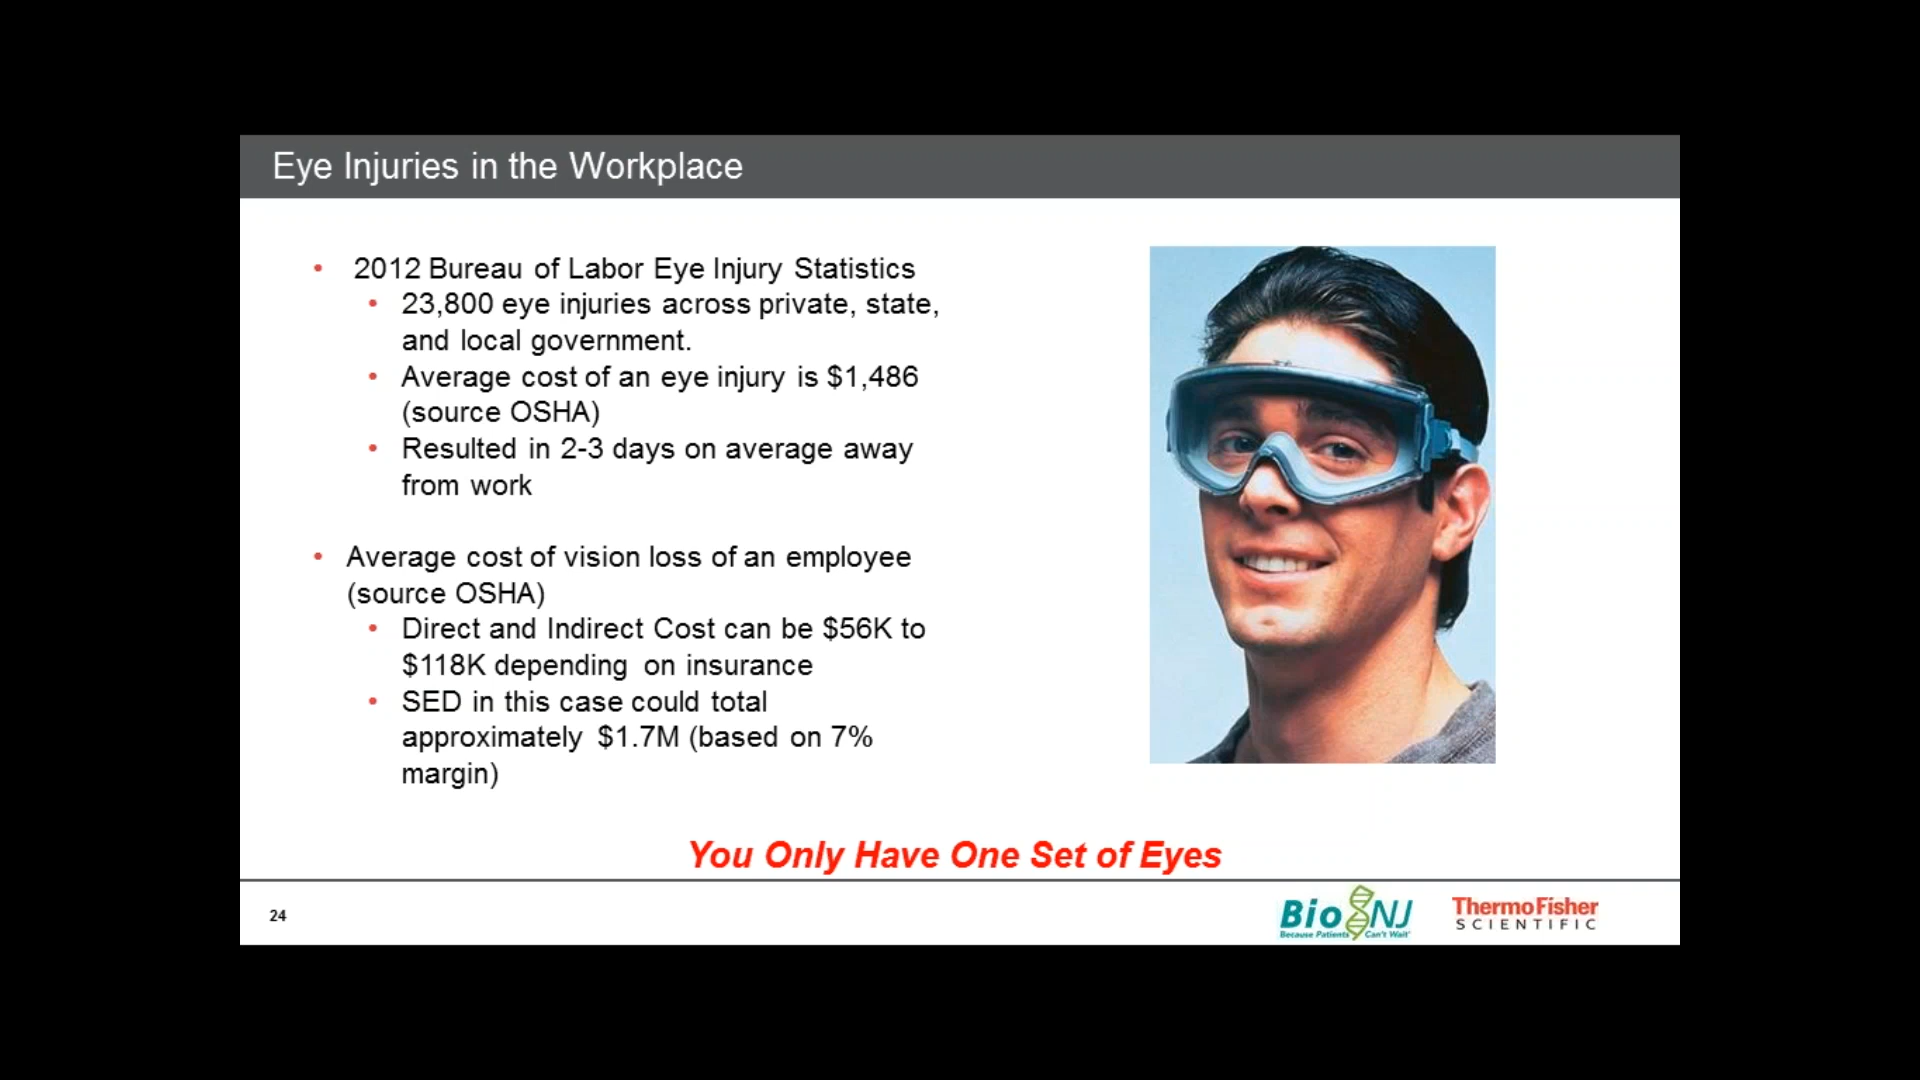 Eye Injuries in the Workplace
• 2012 Bureau of Labor Eye Injury Statistics
• 23,800 eye injuries across private, state,
and local government.
• Average cost of an eye injury is $1,486
(source OSHA)
• Resulted in 2-3 days on average away
from work
• Average cost of vision loss of an employee
(source OSHA)
• Direct and Indirect Cost can be $56K to
$118K depending on insurance
• SED in this case could total
approximately $1.7M (based on 7%
margin)
You Only Have One Set of Eyes
24
BioNJ
Because Patients Can't Wait
ThermoFisher
SCIENTIFIC